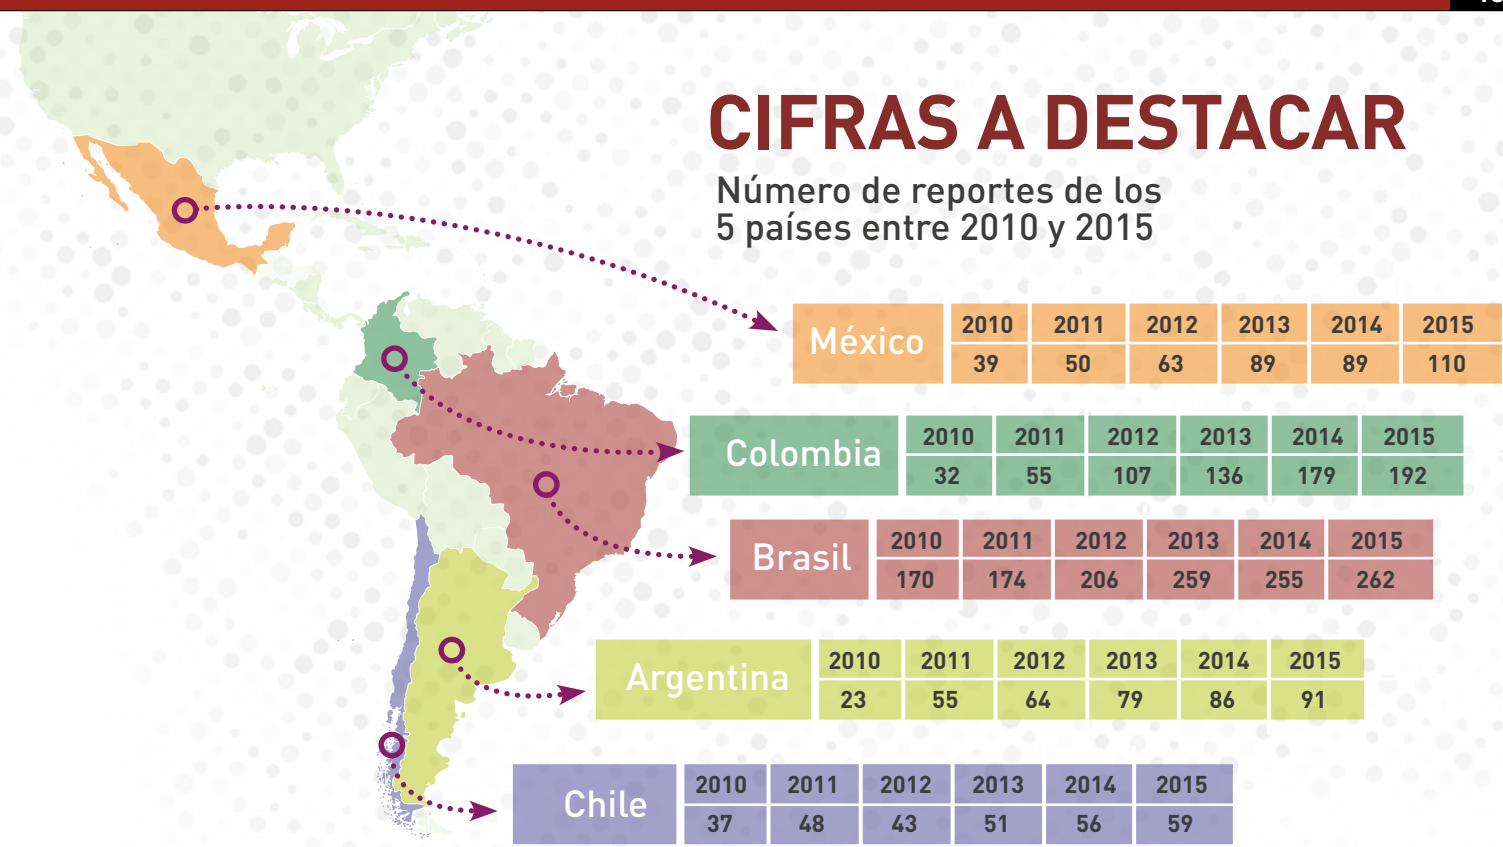 CIFRAS A DESTACAR
Número de reportes de los
5 países entre 2010 y 2015
México
2010 2011 2012 2013 2014 2015
39 50 63 89 89 110
Colombia
2010 2011 2012 2013 2014 2015
32 55 107 136 179 192
Brasil
2010 2011 2012 2013 2014 2015
170 174 206 259 255 262
Argentina
2010 2011 2012 2013 2014 2015
23 55 64 79 86 91
Chile
2010 2011 2012 2013 2014 2015
37 48 43 51 56 59